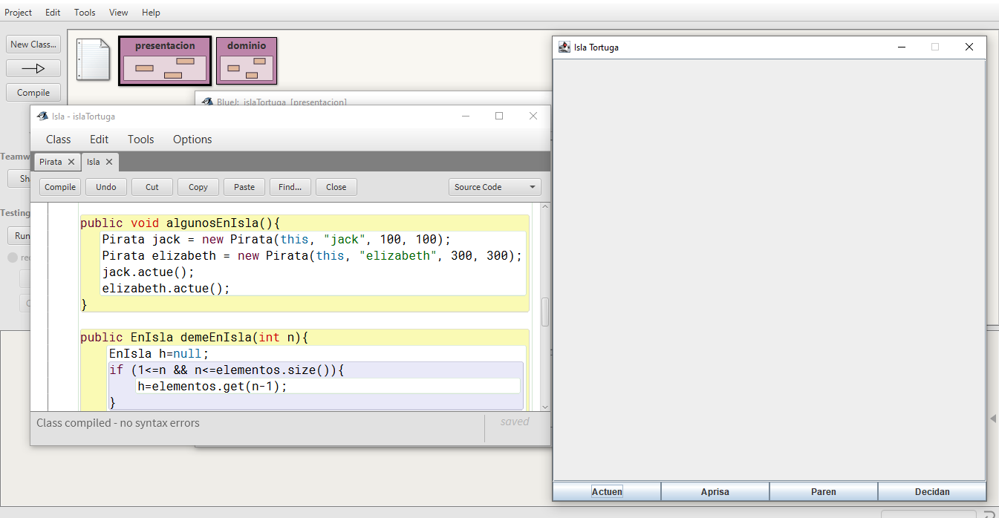 Project Edit Tools View Help
New Class...
Compile
Teamw
Sh
Testing
Run
re
presentacion
dominio
BlueJ: islaTortuga [presentacion]
Isla - islaTortuga
Class Edit Tools Options
Pirata Isla
Compile Undo Cut Copy Paste Find... Close Source Code
public void algunosEnIsla(){
Pirata jack = new Pirata(this, "jack", 100, 100);
Pirata elizabeth = new Pirata(this, "elizabeth", 300, 300);
jack.actue();
elizabeth.actue();
}
public EnIsla demeEnIsla(int n){
EnIsla h=null;
if (1<=n && n<=elementos.size()){
h=elementos.get(n-1);
}
Class compiled - no syntax errors
saved
Isla Tortuga
Actuen Aprisa Paren Decidan